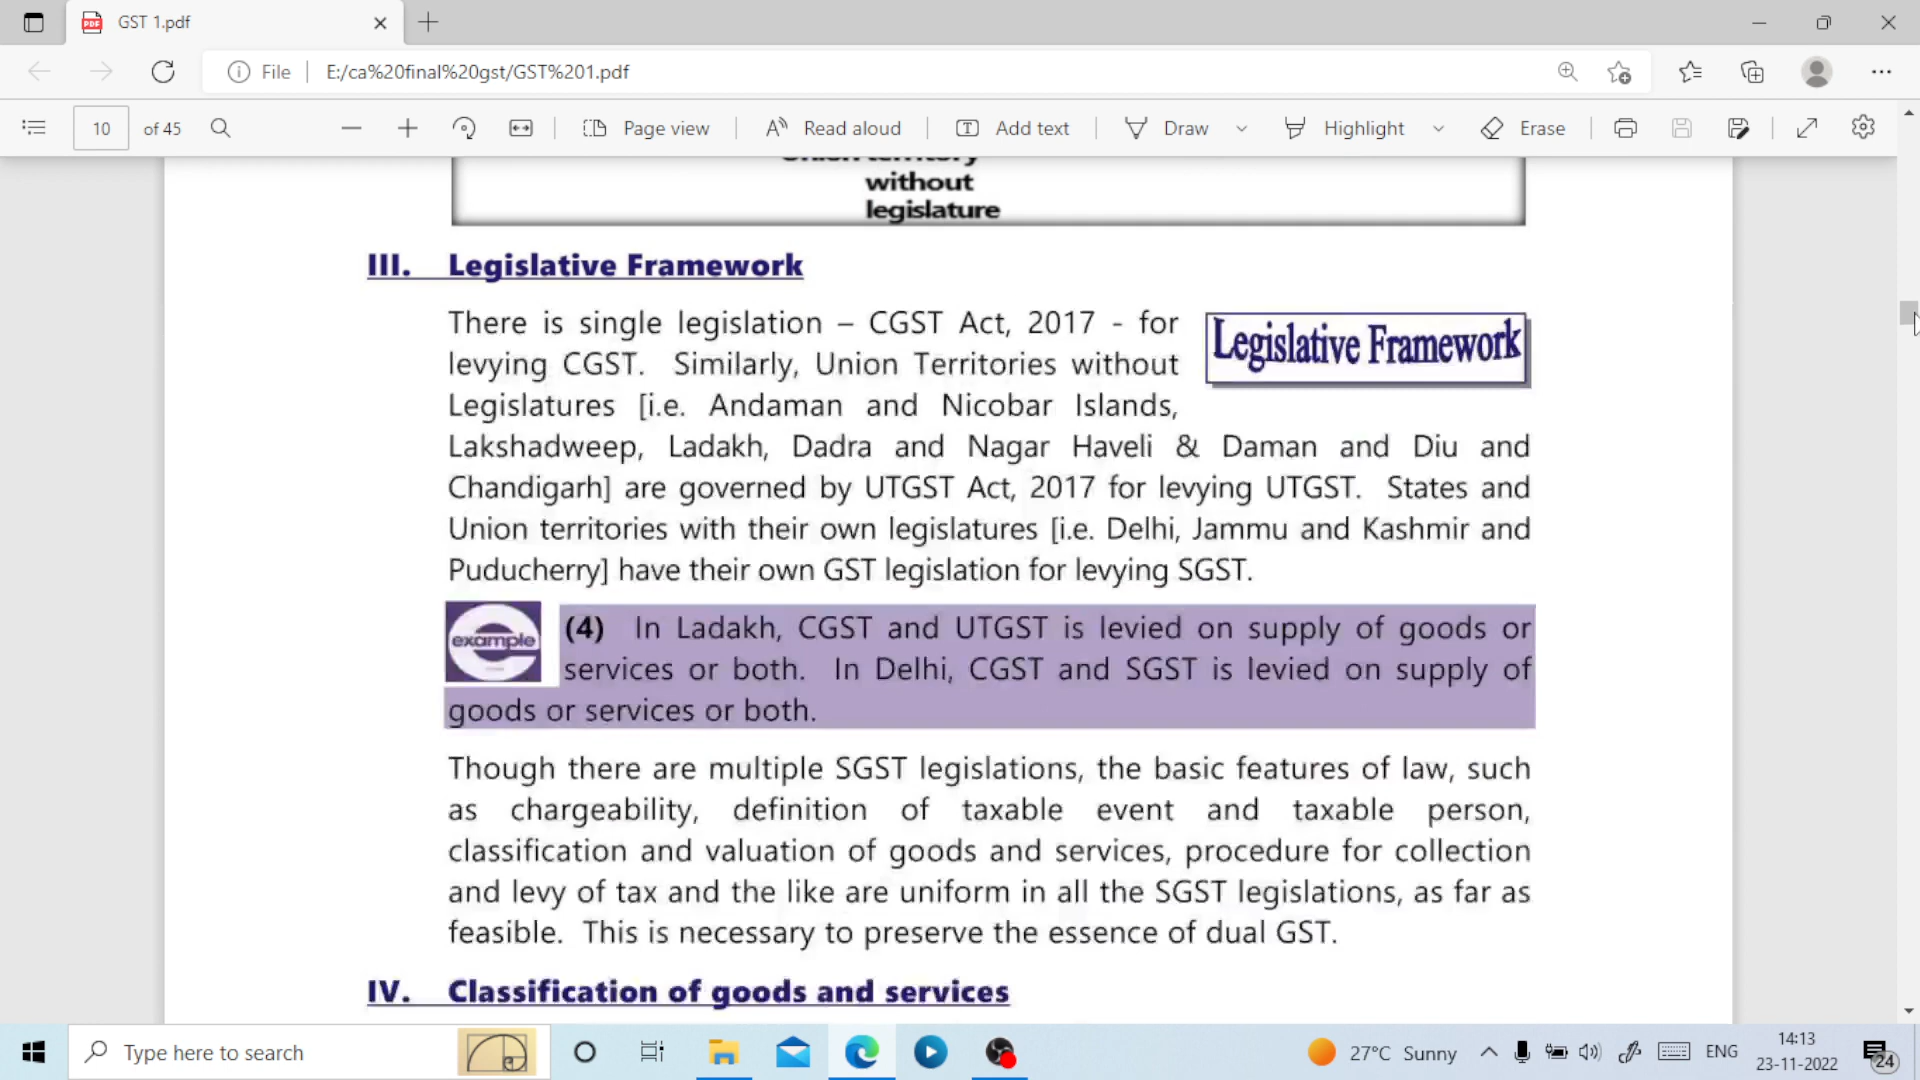 GST 1.pdf
File
E:/ca%20final%20gst/GST%201.pdf
10 of 45
Page view
Read aloud
Add text
Draw
Highlight
Erase
Union territory
without
legislature
III. Legislative Framework
There is single legislation – CGST Act, 2017 - for
levying CGST. Similarly, Union Territories without
Legislatures [i.e. Andaman and Nicobar Islands,
Legislative Framework
Lakshadweep, Ladakh, Dadra and Nagar Haveli & Daman and Diu and
Chandigarh] are governed by UTGST Act, 2017 for levying UTGST. States and
Union territories with their own legislatures [i.e. Delhi, Jammu and Kashmir and
Puducherry] have their own GST legislation for levying SGST.
example
(4) In Ladakh, CGST and UTGST is levied on supply of goods or
services or both. In Delhi, CGST and SGST is levied on supply of
goods or services or both.
Though there are multiple SGST legislations, the basic features of law, such
as chargeability, definition of taxable event and taxable person,
classification and valuation of goods and services, procedure for collection
and levy of tax and the like are uniform in all the SGST legislations, as far as
feasible. This is necessary to preserve the essence of dual GST.
IV. Classification of goods and services
Type here to search
27°C Sunny
ENG
14:13
23-11-2022
24